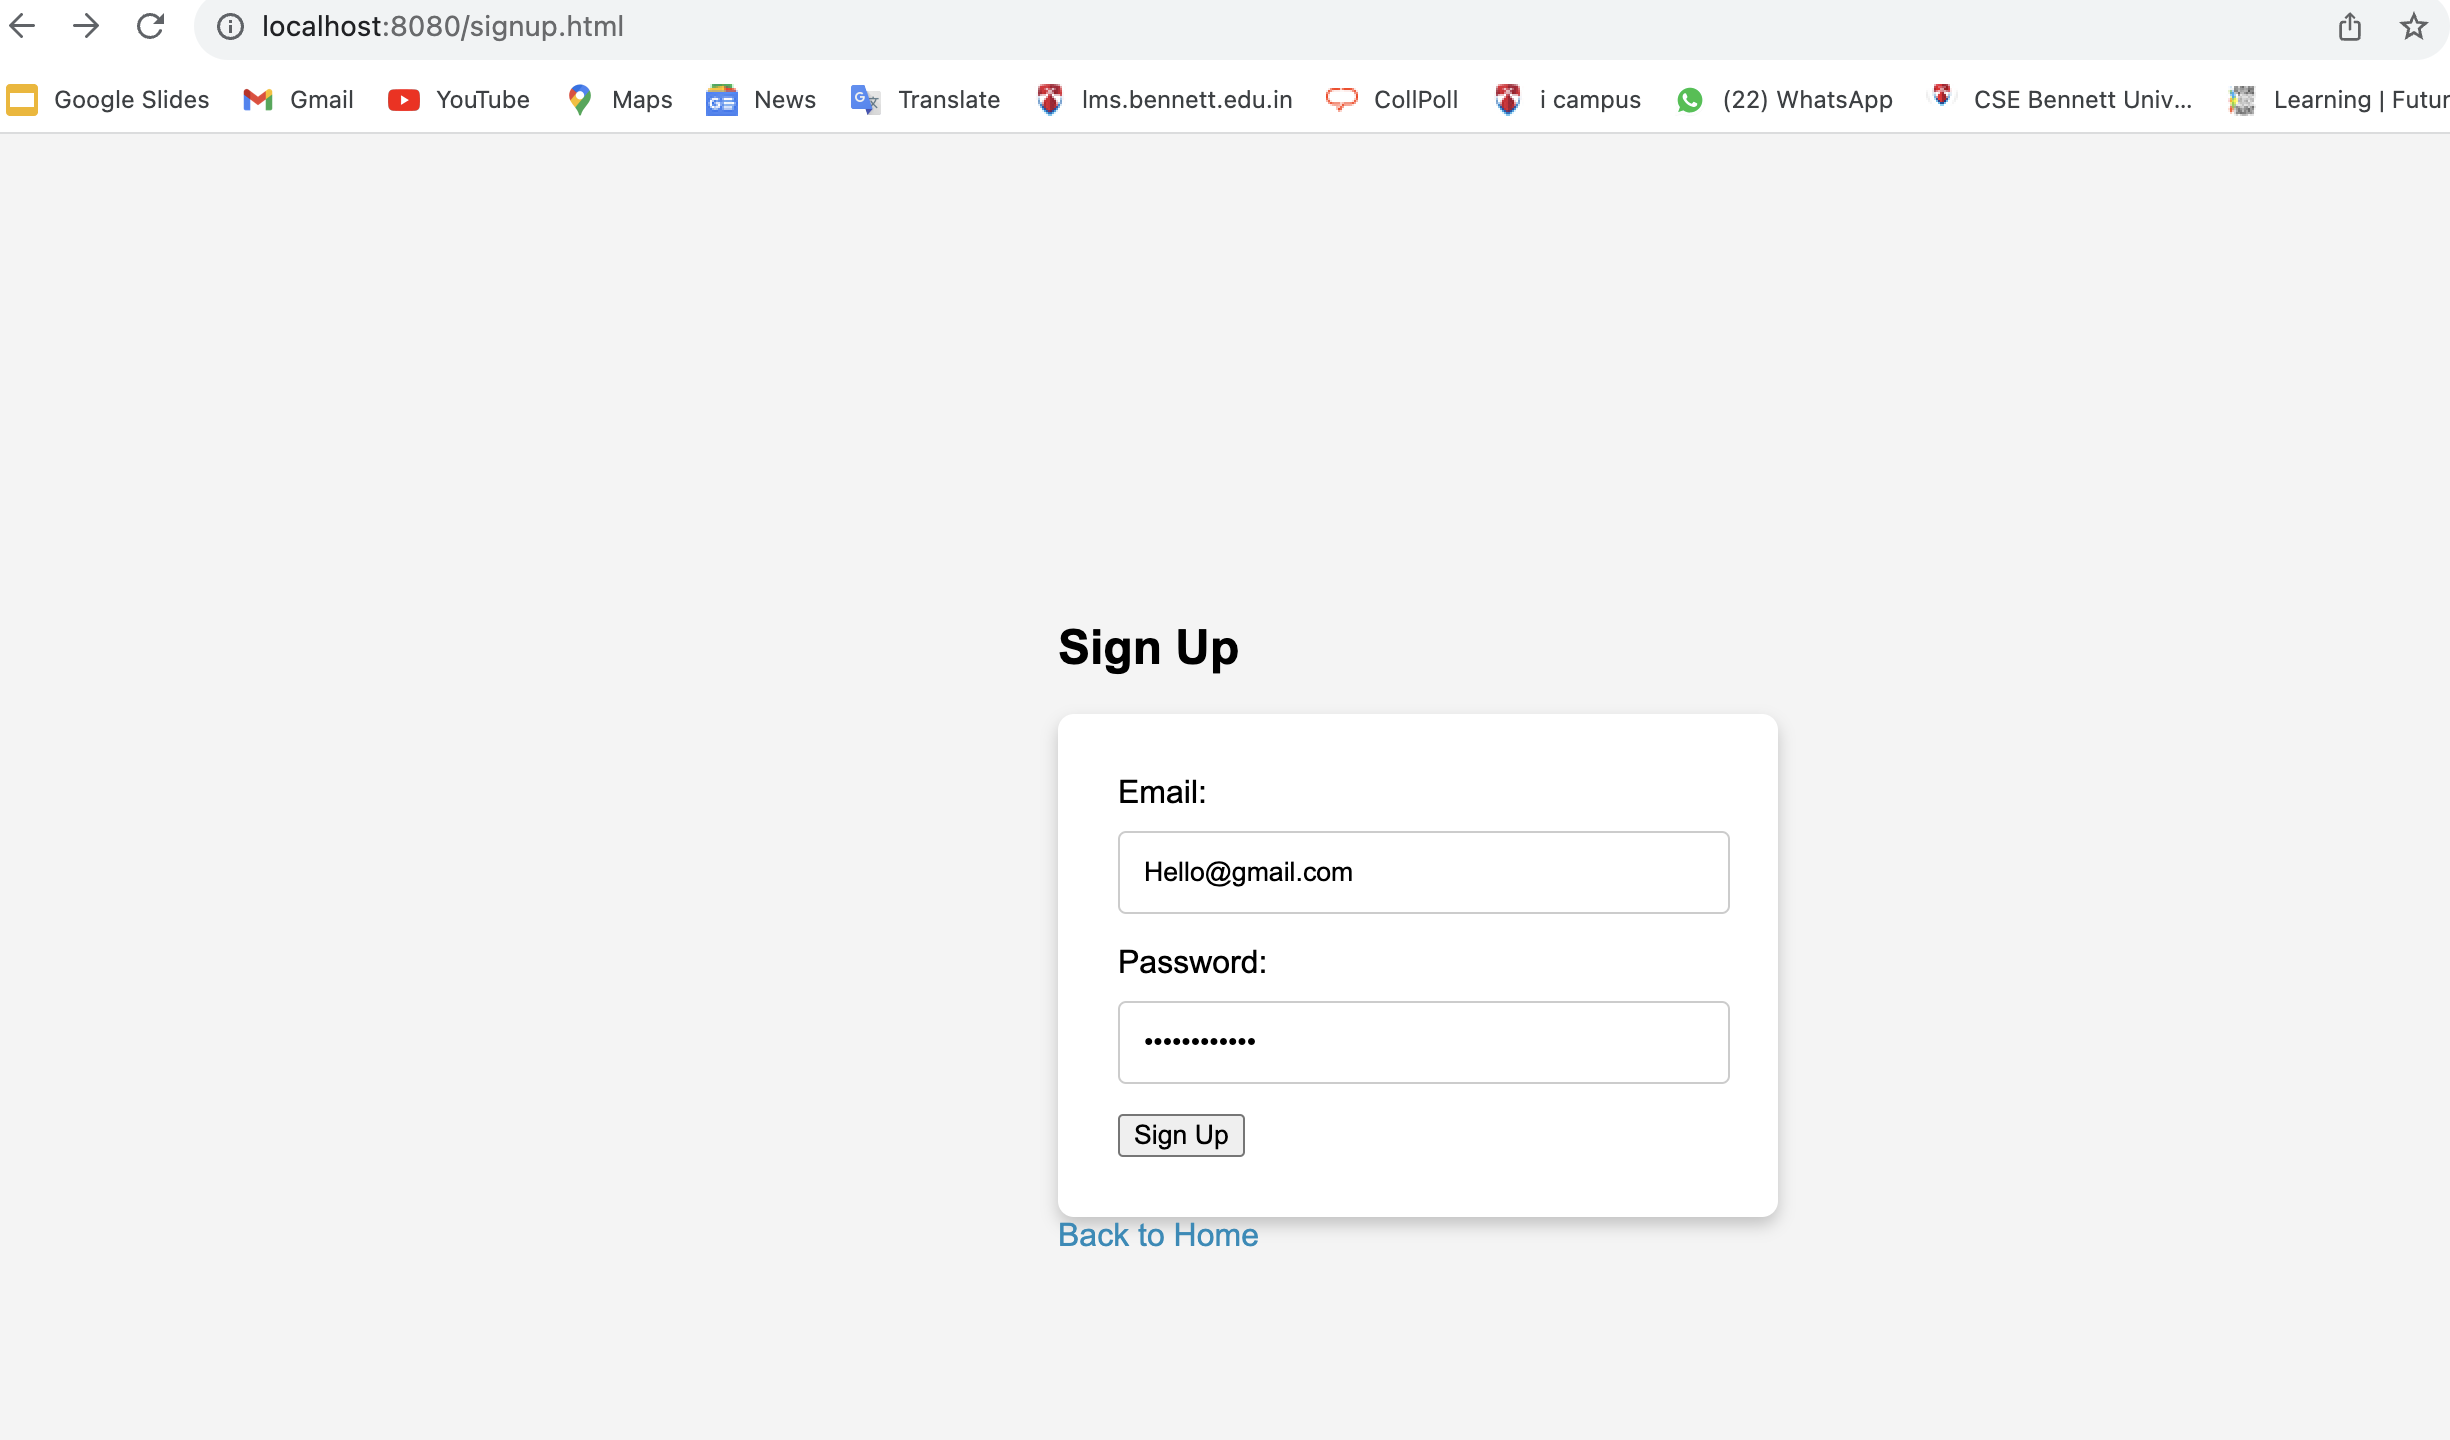 localhost:8080/signup.html
Google Slides Gmail YouTube Maps News Translate lms.bennett.edu.in CollPoll i campus (22) WhatsApp CSE Bennett Univ... Learning | Futur
Sign Up
Email:
Hello@gmail.com
Password:
••••••••••••
Sign Up
Back to Home